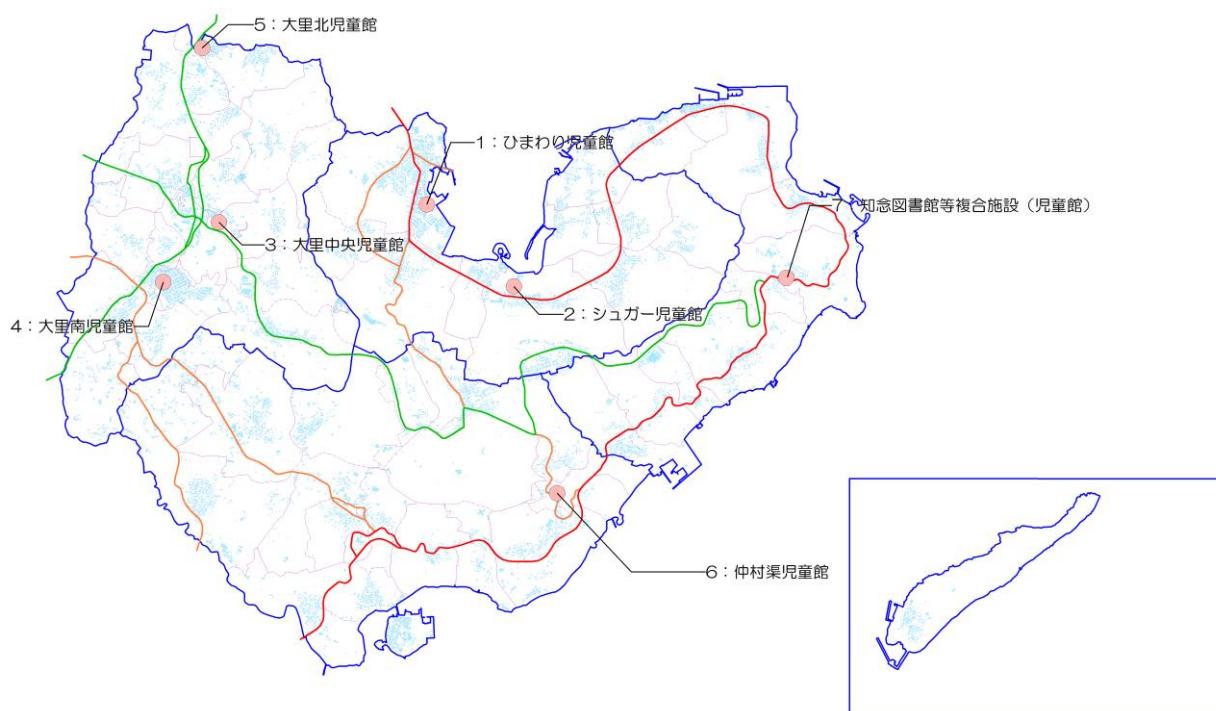 5：大里北児童館
1：ひまわり児童館
7：知念図書館等複合施設（児童館）
3：大里中央児童館
2：シュガー児童館
4：大里南児童館
6：仲村渠児童館